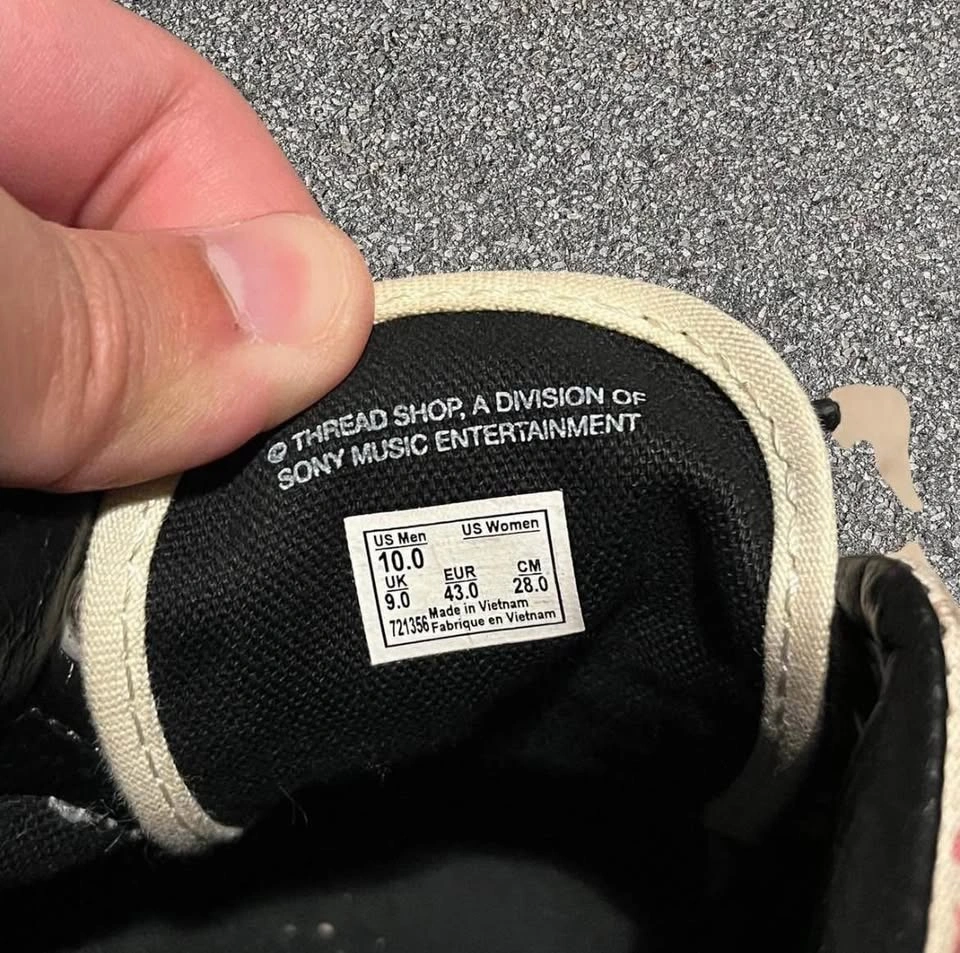 © THREAD SHOP, A DIVISION OF
SONY MUSIC ENTERTAINMENT
US Men US Women
10.0
UK EUR CM
9.0 43.0 28.0
Made in Vietnam
721356 Fabrique en Vietnam